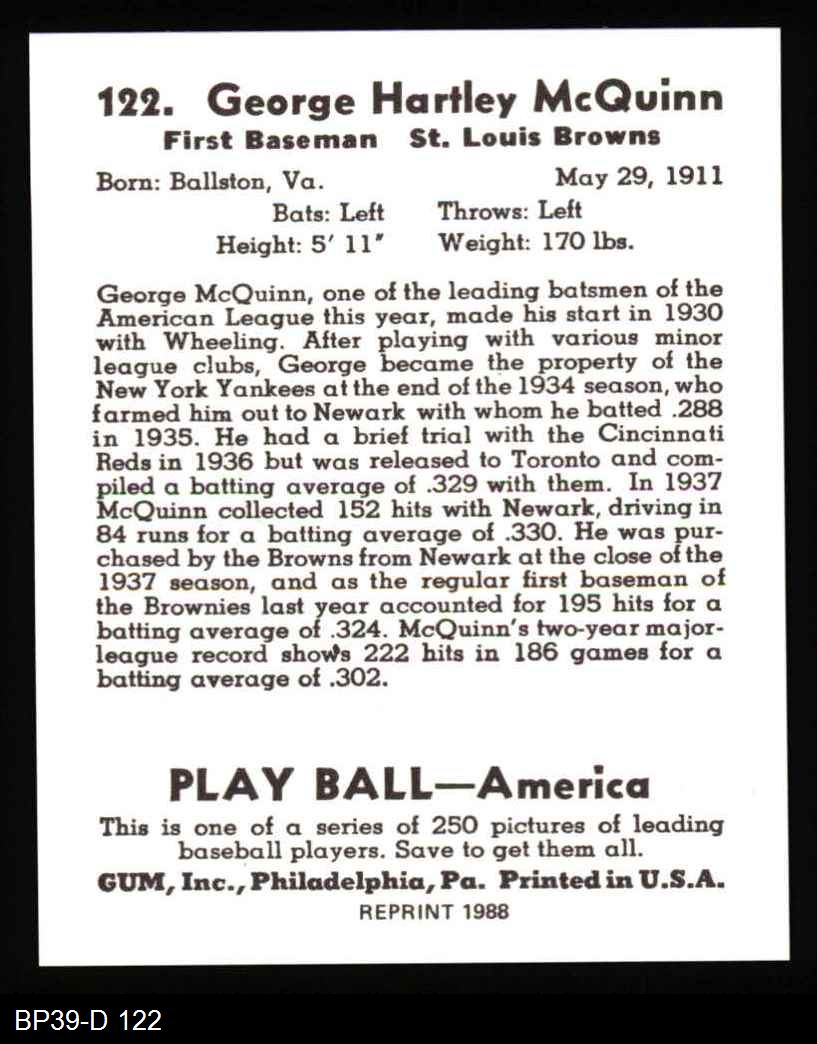 122. George Hartley McQuinn
First Baseman St. Louis Browns
Born: Ballston, Va. May 29, 1911
Bats: Left Throws: Left
Height: 5' 11" Weight: 170 lbs.
George McQuinn, one of the leading batsmen of the
American League this year, made his start in 1930
with Wheeling. After playing with various minor
league clubs, George became the property of the
New York Yankees at the end of the 1934 season, who
farmed him out to Newark with whom he batted .288
in 1935. He had a brief trial with the Cincinnati
Reds in 1936 but was released to Toronto and com-
piled a batting average of .329 with them. In 1937
McQuinn collected 152 hits with Newark, driving in
84 runs for a batting average of .330. He was pur-
chased by the Browns from Newark at the close of the
1937 season, and as the regular first baseman of
the Brownies last year accounted for 195 hits for a
batting average of .324. McQuinn's two-year major-
league record shows 222 hits in 186 games for a
batting average of .302.
PLAY BALL—America
This is one of a series of 250 pictures of leading
baseball players. Save to get them all.
GUM, Inc., Philadelphia, Pa. Printed in U.S.A.
REPRINT 1988
BP39-D 122